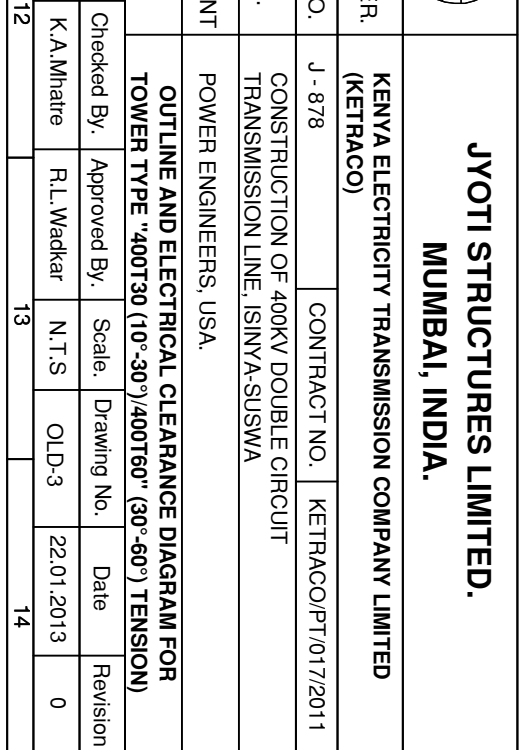 JYOTI STRUCTURES LIMITED.
MUMBAI, INDIA.
ER. KENYA ELECTRICITY TRANSMISSION COMPANY LIMITED
(KETRACO)
O. J - 878 CONTRACT NO. KETRACO/PT/017/2011
CONSTRUCTION OF 400KV DOUBLE CIRCUIT
TRANSMISSION LINE, ISINYA-SUSWA
NT POWER ENGINEERS, USA.
OUTLINE AND ELECTRICAL CLEARANCE DIAGRAM FOR
TOWER TYPE "400T30 (10°-30°)/400T60" (30°-60°) TENSION)
Checked By. Approved By. Scale. Drawing No. Date Revision
K.A.Mhatre R.L.Wadkar N.T.S OLD-3 22.01.2013 0
12 13 14